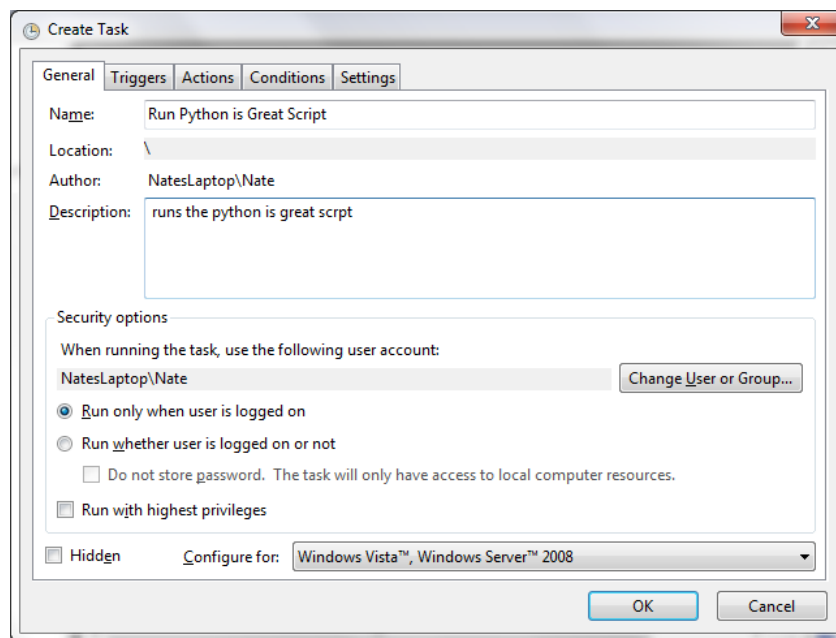 Create Task
General Triggers Actions Conditions Settings
Name: Run Python is Great Script
Location: \
Author: NatesLaptop\Nate
Description: runs the python is great scrpt
Security options
When running the task, use the following user account:
NatesLaptop\Nate Change User or Group...
Run only when user is logged on
Run whether user is logged on or not
Do not store password. The task will only have access to local computer resources.
Run with highest privileges
Hidden Configure for: Windows Vista™, Windows Server™ 2008
OK Cancel